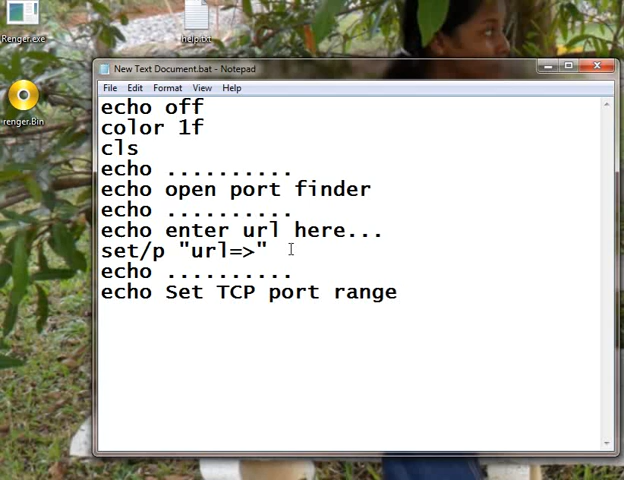 Renger.exe
help.txt
renger.Bin
New Text Document.bat - Notepad
File Edit Format View Help
echo off
color 1f
cls
echo ..........
echo open port finder
echo ..........
echo enter url here...
set/p "url=>"
echo ..........
echo Set TCP port range